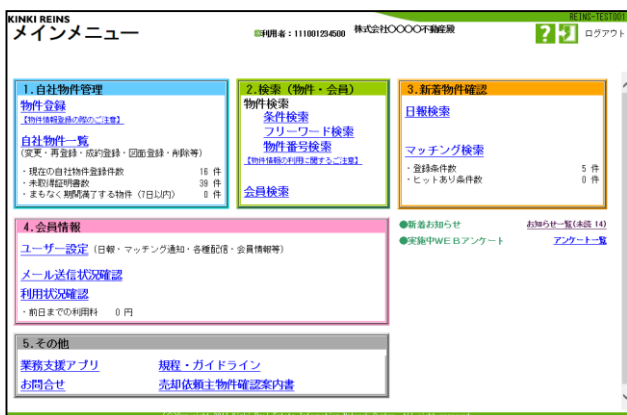 KINKI REINS
REINS-TEST001
メインメニュー
利用者：111001234500 株式会社〇〇〇〇不動産殿
? ログアウト
1.自社物件管理
物件登録
【物件情報登録の際のご注意】
自社物件一覧
(変更・再登録・成約登録・図面登録・削除等)
・現在の自社物件登録件数 16 件
・未取得証明書数 39 件
・まもなく期間満了する物件（7日以内） 0 件
2.検索（物件・会員）
物件検索
条件検索
フリーワード検索
物件番号検索
【物件情報の利用に関するご注意】
会員検索
3.新着物件確認
日報検索
マッチング検索
・登録条件数 5 件
・ヒットあり条件数 0 件
4.会員情報
ユーザー設定（日報・マッチング通知・各種配信・会員情報等）
メール送信状況確認
利用状況確認
・前日までの利用料 0 円
●新着お知らせ お知らせ一覧(未読 14)
●実施中WEBアンケート アンケート一覧
5.その他
業務支援アプリ 規程・ガイドライン
お問合せ 売却依頼主物件確認案内書